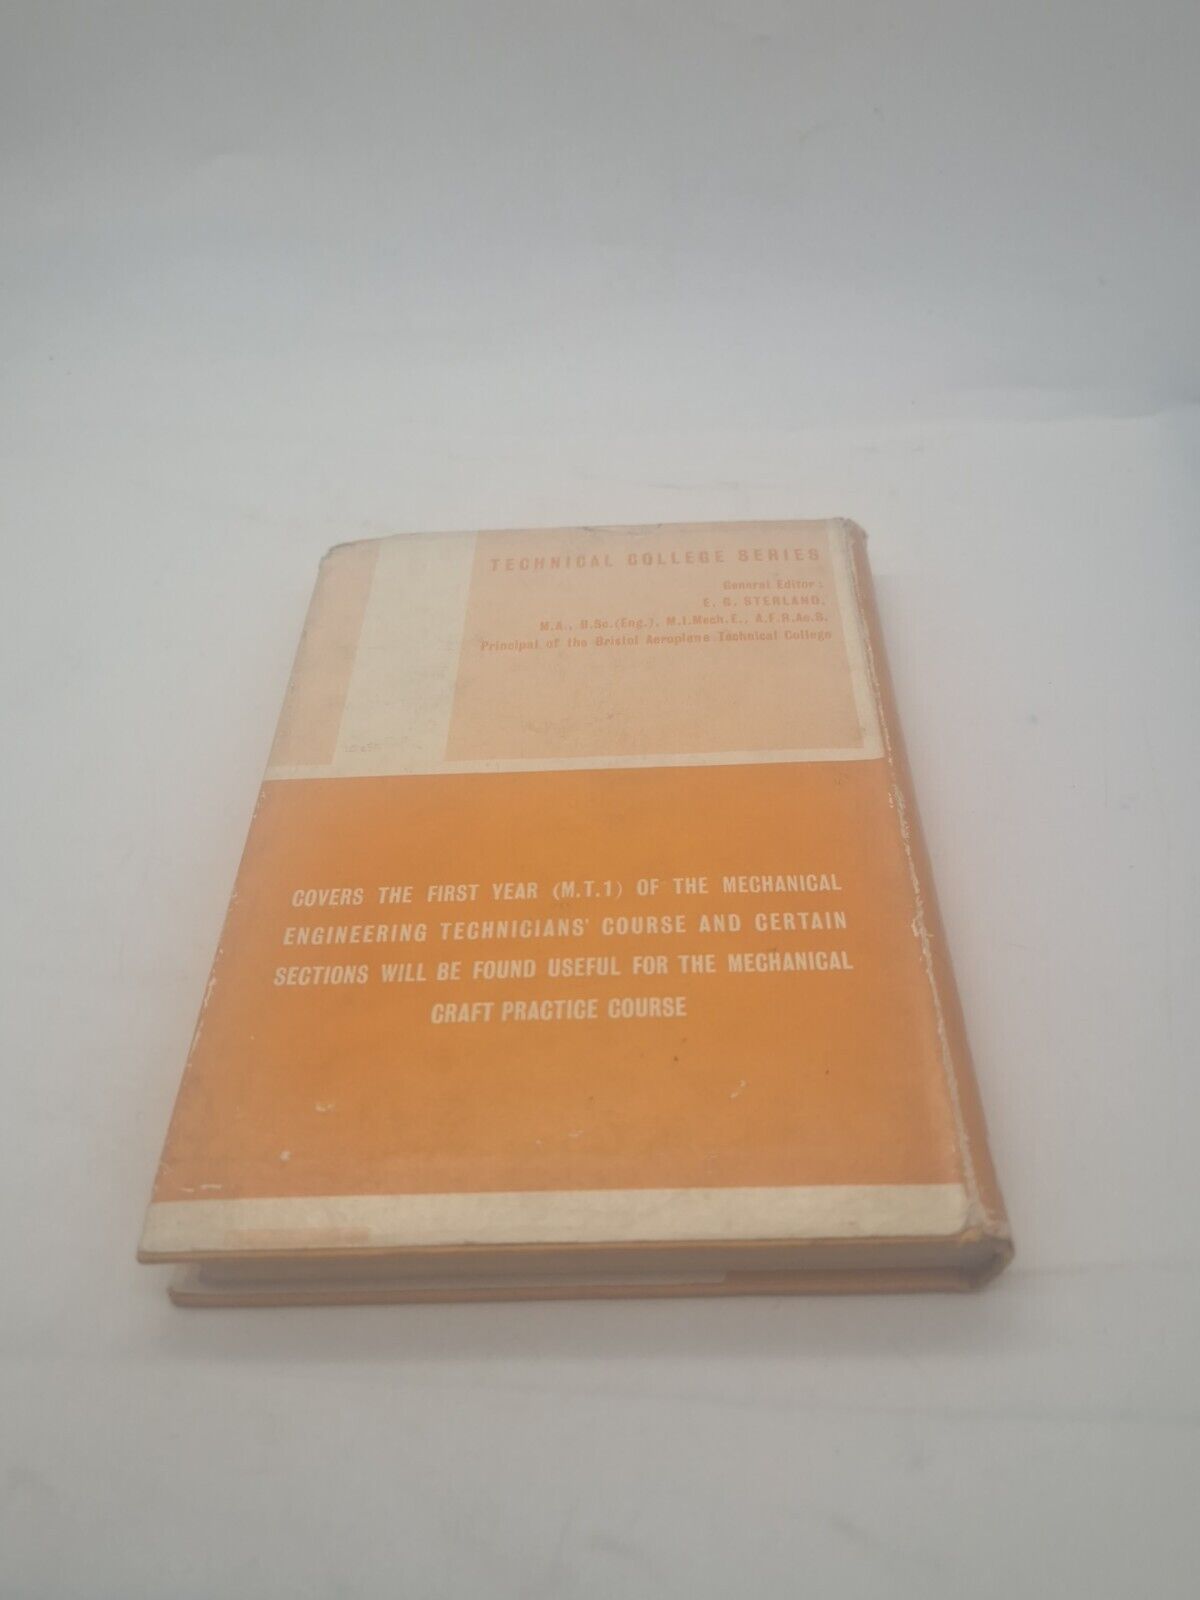 TECHNICAL COLLEGE SERIES
General Editor:
E. G. STERLAND,
M.A., B.Sc.(Eng.), M.I.Mech.E., A.F.R.Ae.S.
Principal of the Bristol Aeroplane Technical College
COVERS THE FIRST YEAR (M.T.1) OF THE MECHANICAL
ENGINEERING TECHNICIANS' COURSE AND CERTAIN
SECTIONS WILL BE FOUND USEFUL FOR THE MECHANICAL
CRAFT PRACTICE COURSE